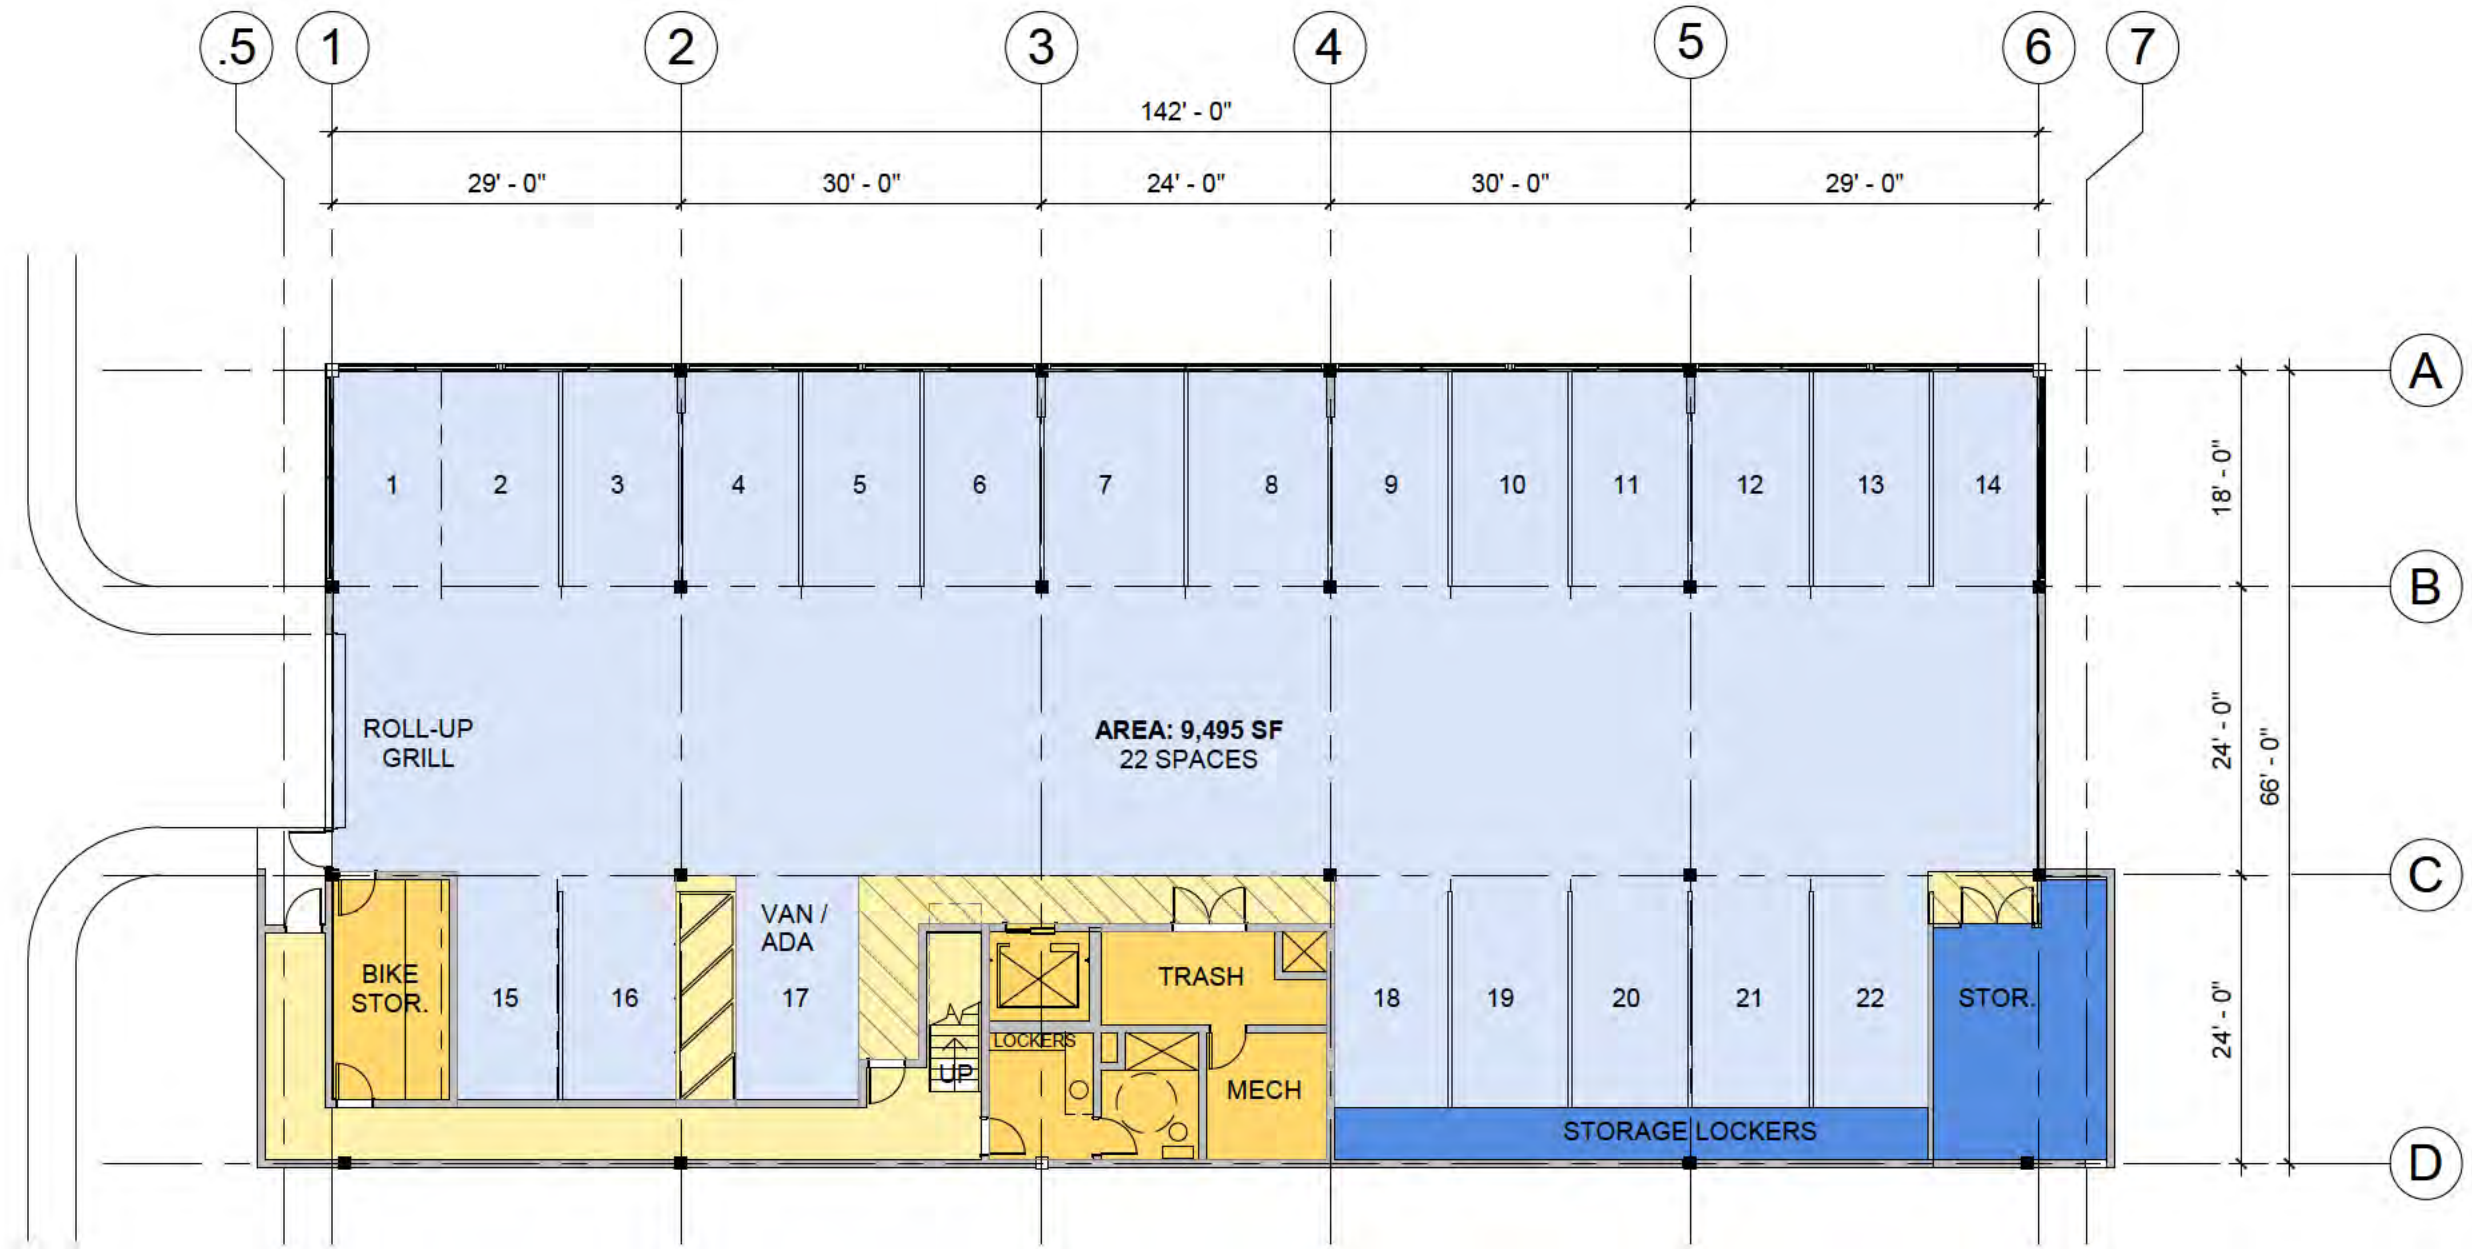 .5
1
2
3
4
5
6
7
142' - 0"
29' - 0"
30' - 0"
24' - 0"
30' - 0"
29' - 0"
A
1
2
3
4
5
6
7
8
9
10
11
12
13
14
18' - 0"
B
ROLL-UP
GRILL
AREA: 9,495 SF
22 SPACES
24' - 0"
66' - 0"
C
VAN /
ADA
BIKE
STOR.
15
16
17
TRASH
18
19
20
21
22
STOR.
24' - 0"
LOCKERS
UP
MECH
STORAGE LOCKERS
D